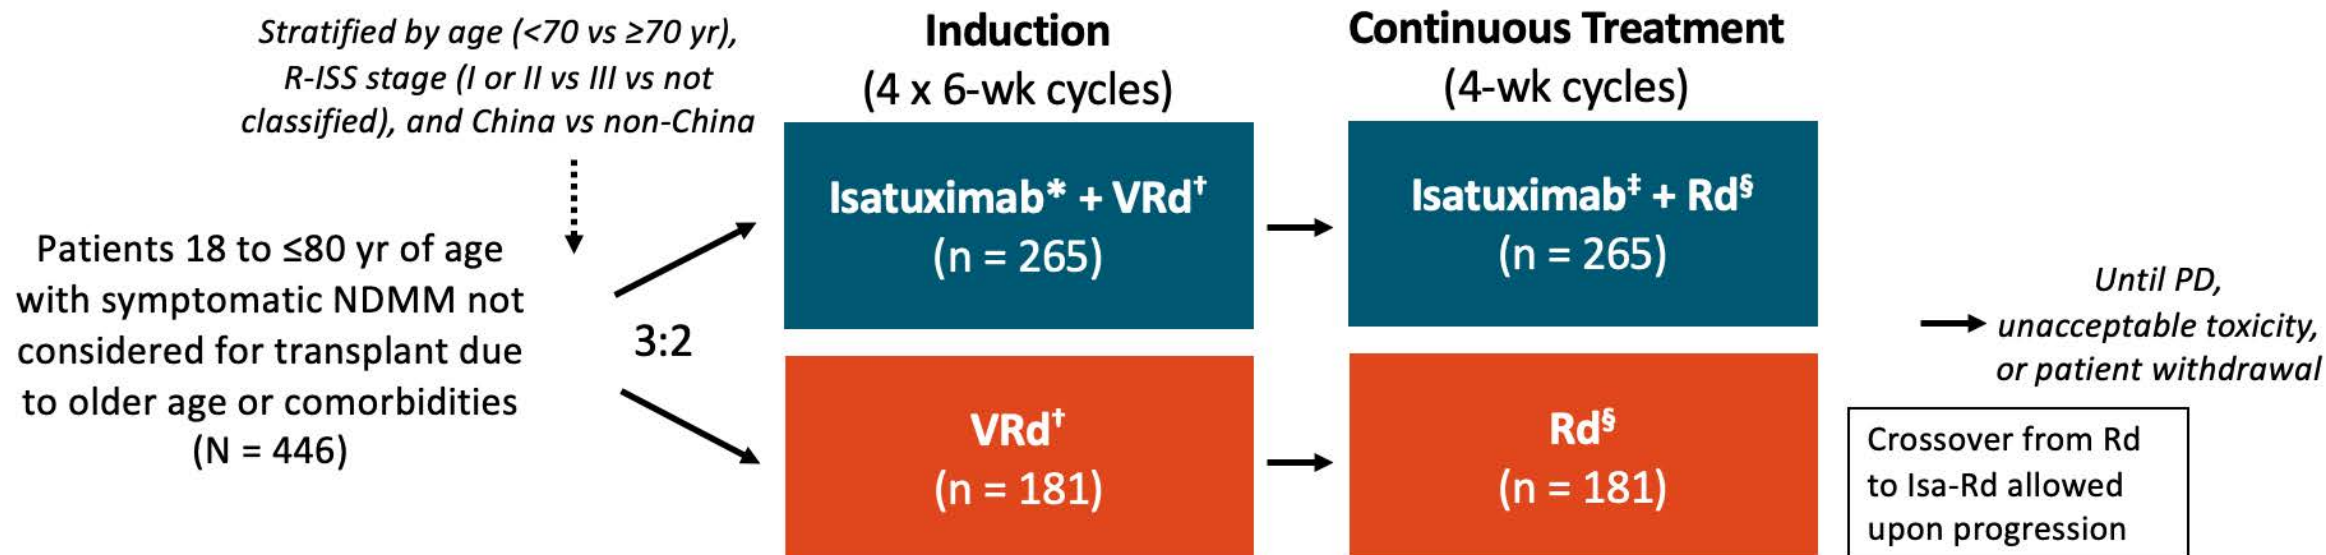 Stratified by age (<70 vs ≥70 yr),
R-ISS stage (I or II vs III vs not
classified), and China vs non-China
Patients 18 to ≤80 yr of age
with symptomatic NDMM not
considered for transplant due
to older age or comorbidities
(N = 446)
3:2
Induction
(4 x 6-wk cycles)
Isatuximab* + VRd†
(n = 265)
VRd†
(n = 181)
Continuous Treatment
(4-wk cycles)
Isatuximab‡ + Rd§
(n = 265)
Rd§
(n = 181)
Until PD,
unacceptable toxicity,
or patient withdrawal
Crossover from Rd
to Isa-Rd allowed
upon progression